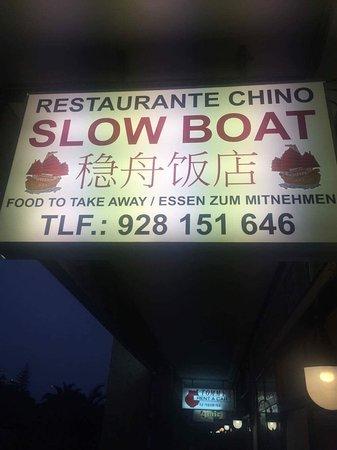 RESTAURANTE CHINO
SLOW BOAT
稳舟饭店
FOOD TO TAKE AWAY / ESSEN ZUM MITNEHMEN
TLF.: 928 151 646